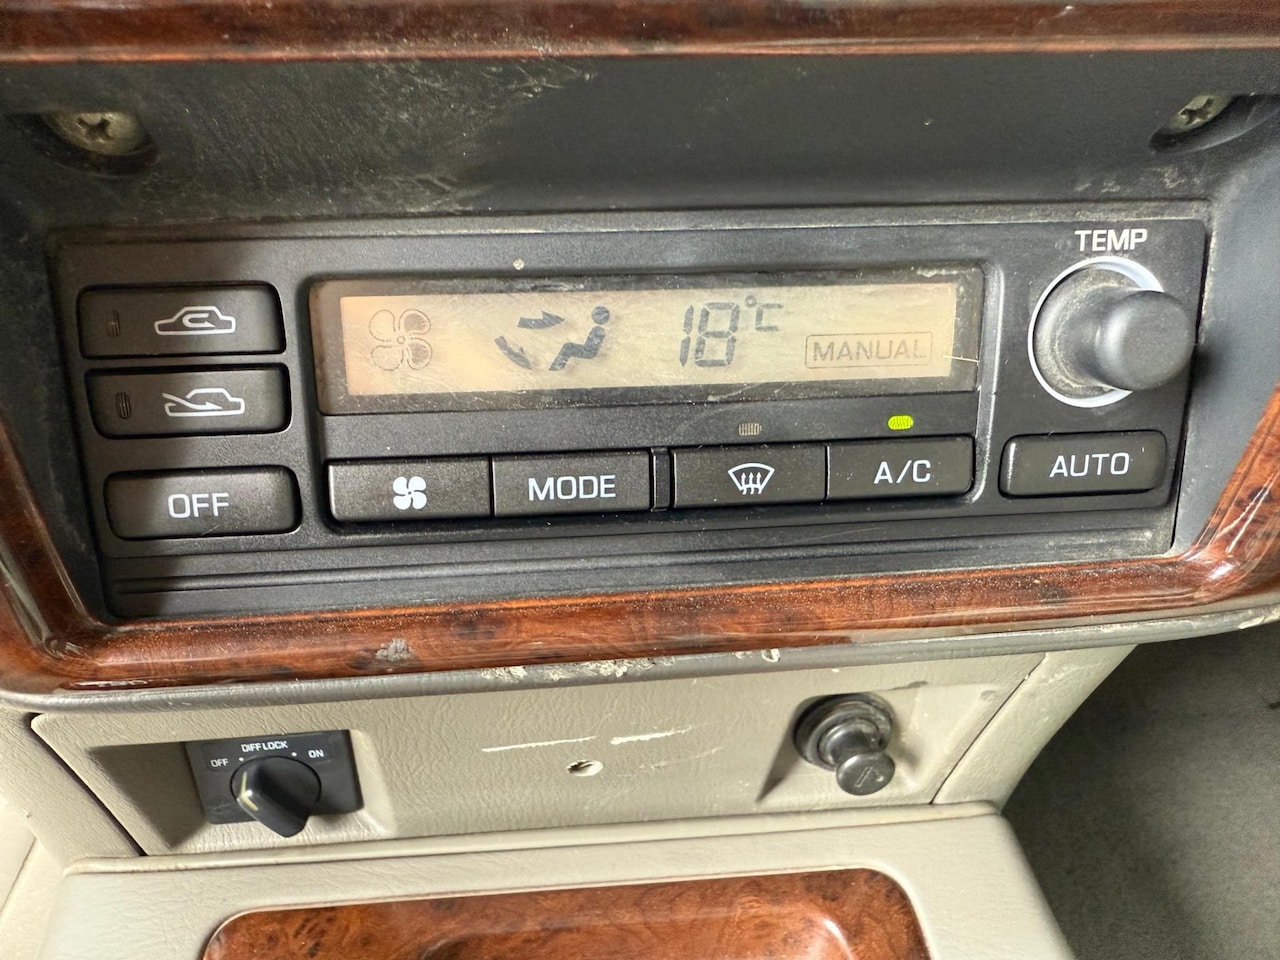 TEMP
18°C
MANUAL
OFF
MODE
A/C
AUTO
DIFF LOCK
OFF
ON